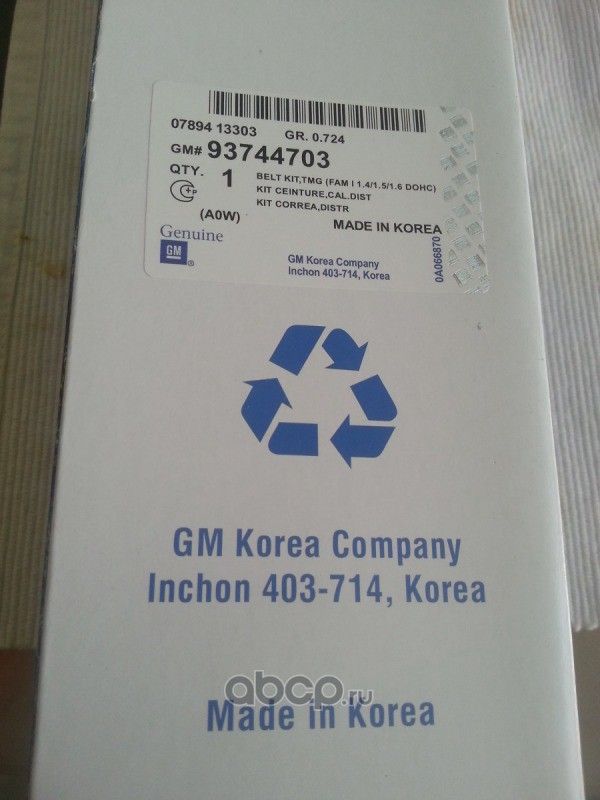 07894 13303 GR. 0.724
GM# 93744703
QTY. 1 BELT KIT,TMG (FAM I 1.4/1.5/1.6 DOHC)
KIT CEINTURE,CAL.DIST
KIT CORREA,DISTR
(A0W) MADE IN KOREA
Genuine
GM ®
GM Korea Company
Inchon 403-714, Korea
0A066870
GM Korea Company
Inchon 403-714, Korea
abcp.ru
Made in Korea